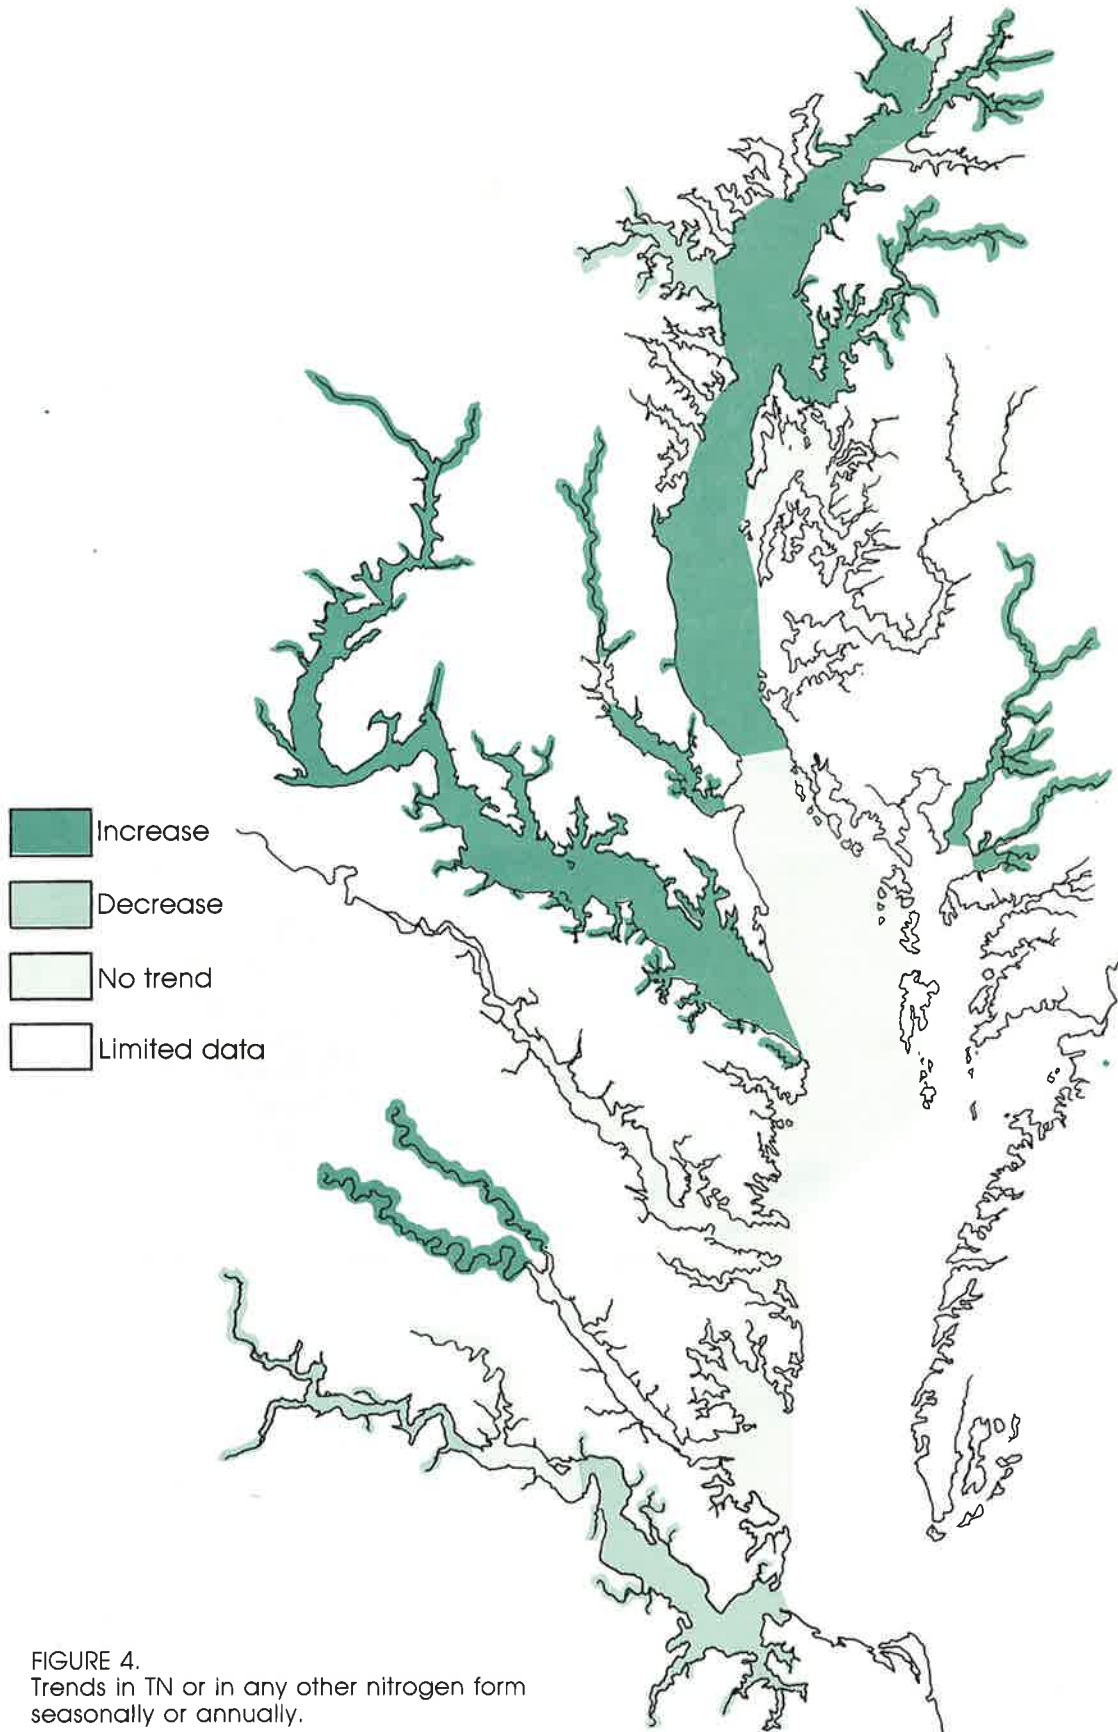 Increase
Decrease
No trend
Limited data
FIGURE 4.
Trends in TN or in any other nitrogen form
seasonally or annually.